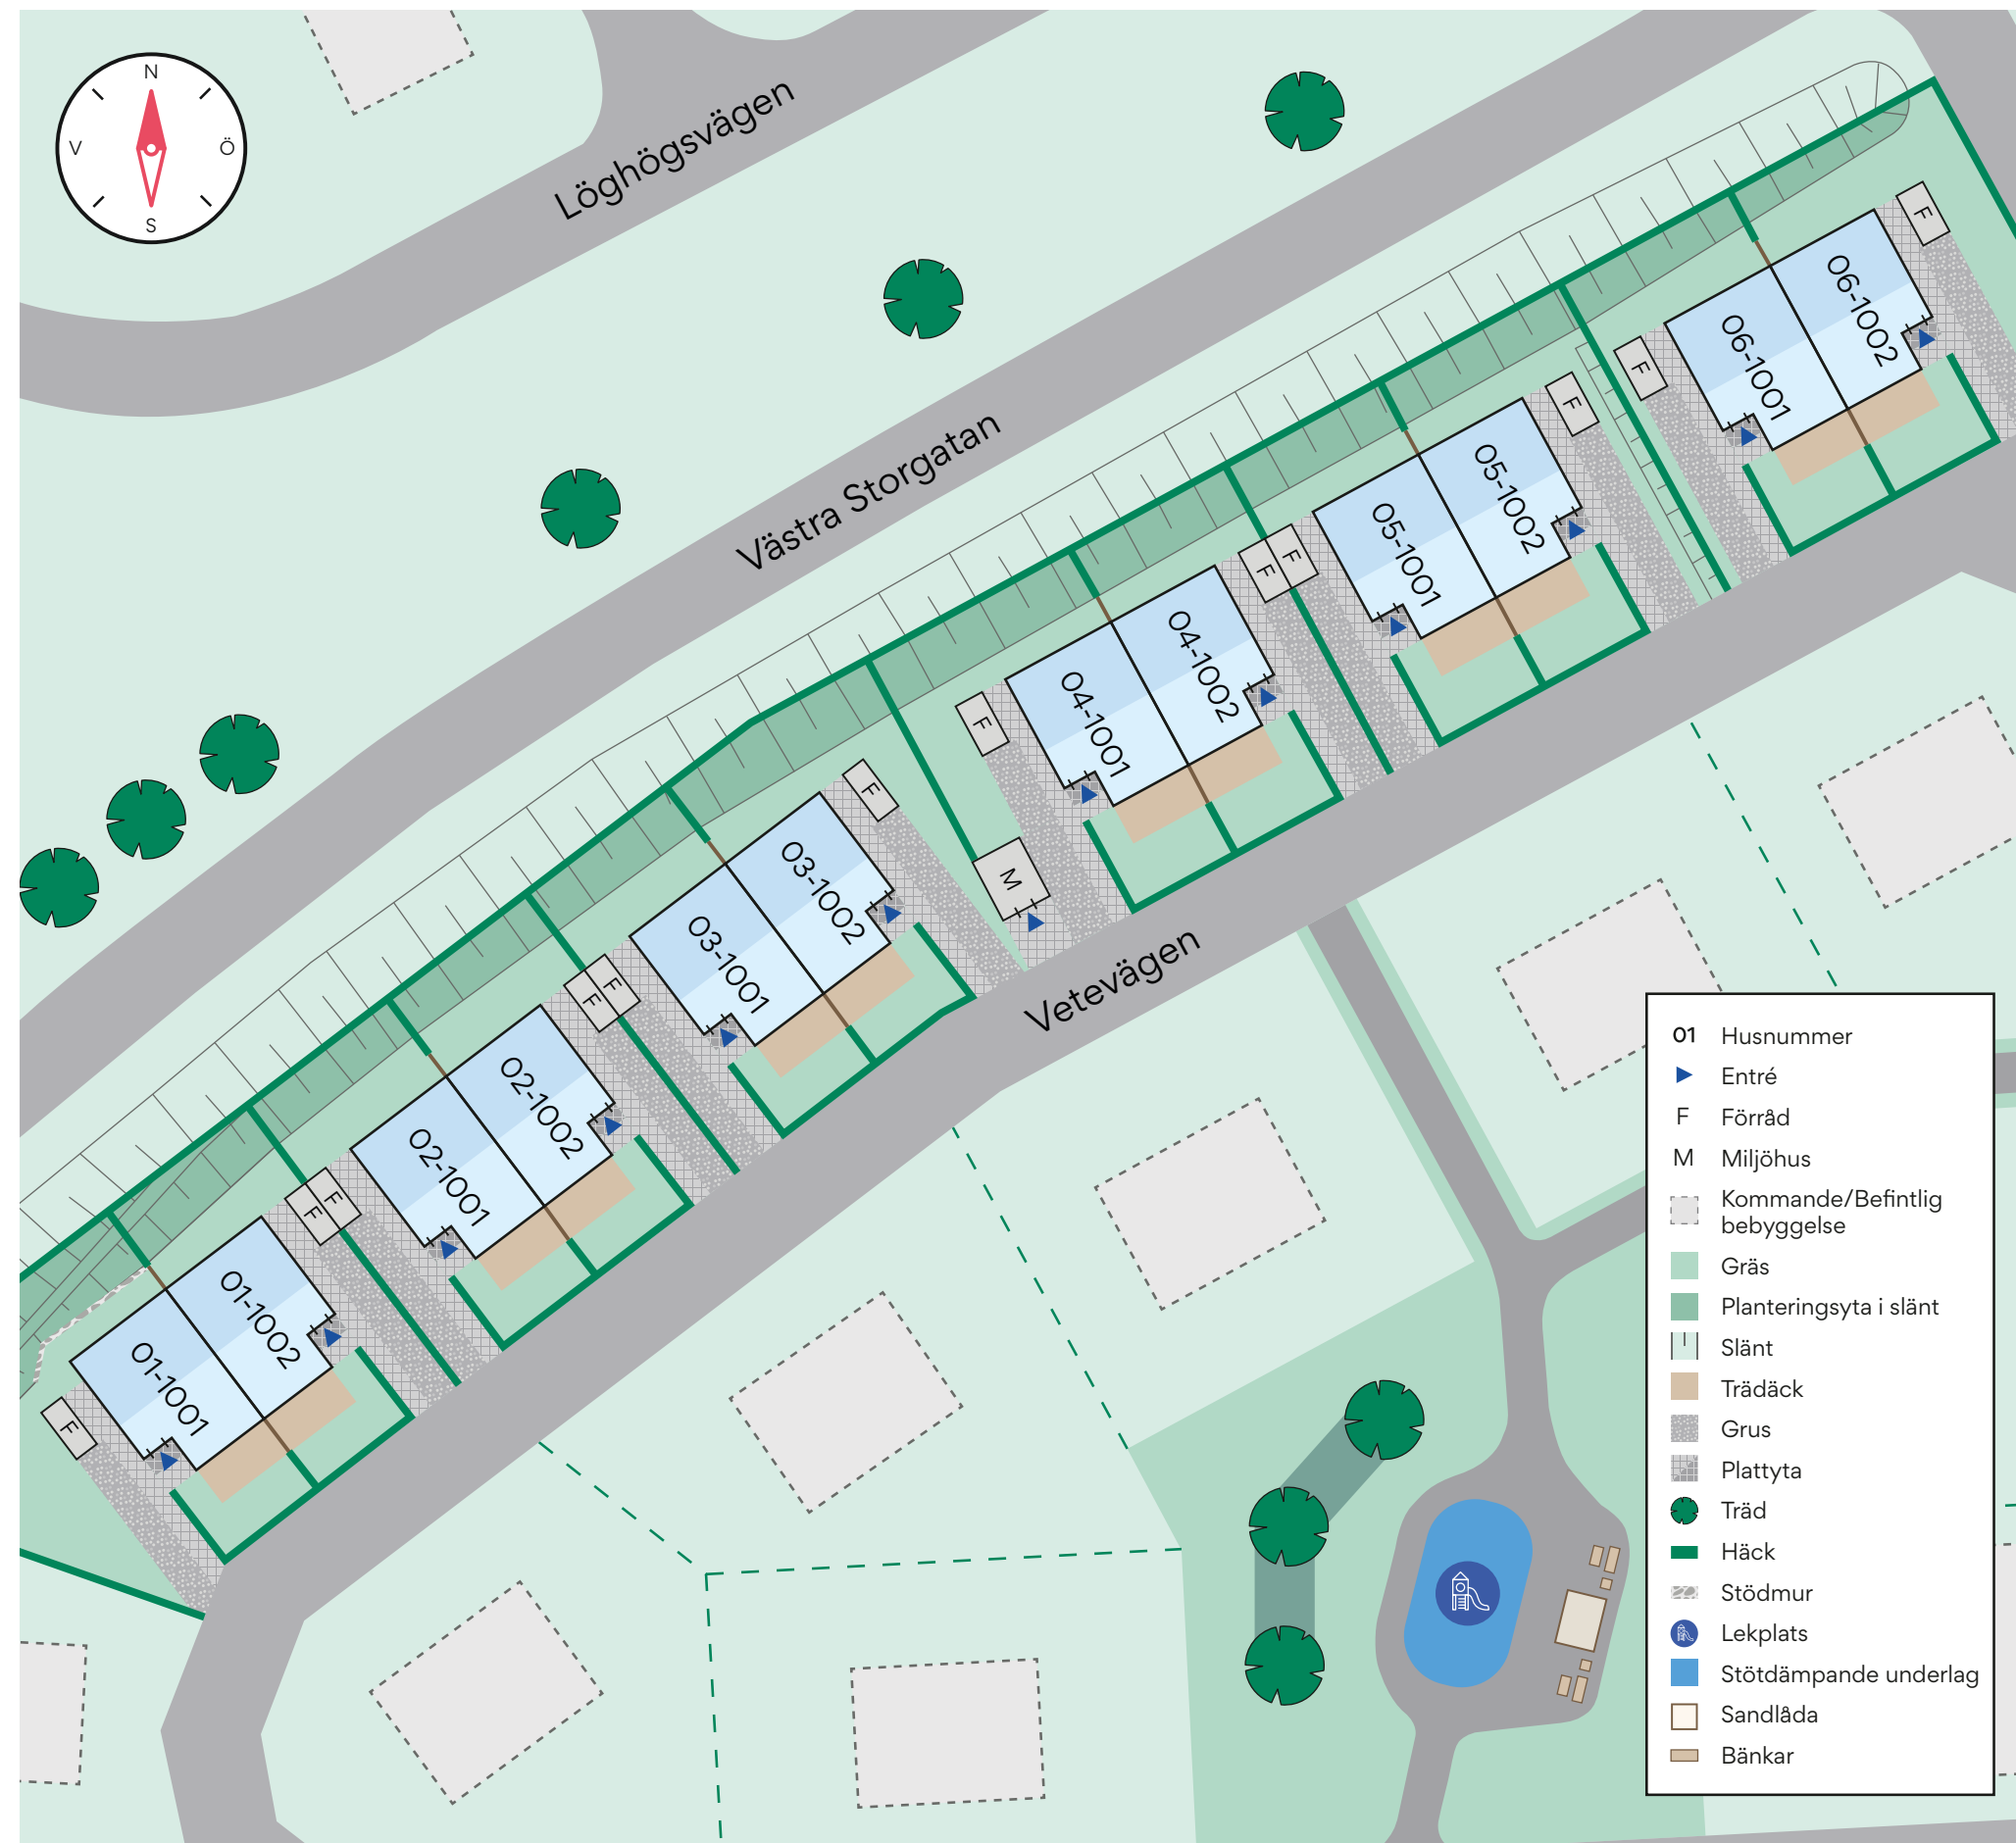 N
V
Ö
S
Löghögsvägen
Västra Storgatan
Vetevägen
F
06-1002
06-1001
F
F
05-1002
05-1001
F
F
04-1002
04-1001
F
M
F
03-1002
03-1001
F
F
02-1002
02-1001
F
F
01-1002
01-1001
F
01 Husnummer
Entré
F Förråd
M Miljöhus
Kommande/Befintlig
bebyggelse
Gräs
Planteringsyta i slänt
Slänt
Trädäck
Grus
Plattyta
Träd
Häck
Stödmur
Lekplats
Stötdämpande underlag
Sandlåda
Bänkar